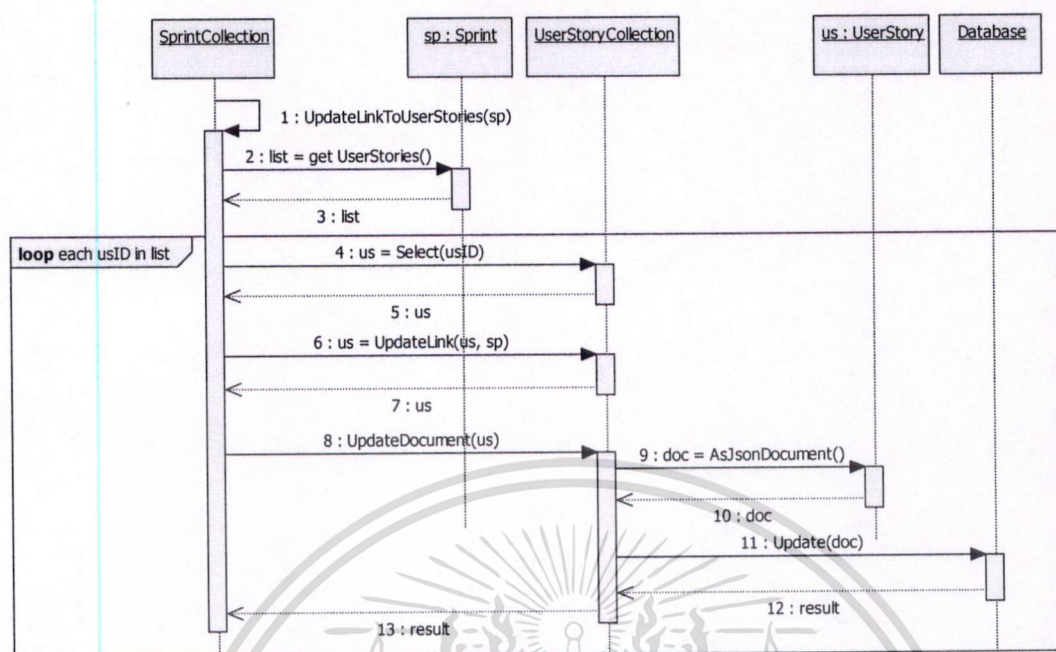 SprintCollection
sp : Sprint
UserStoryCollection
us : UserStory
Database
1 : UpdateLinkToUserStories(sp)
2 : list = get UserStories()
3 : list
loop each usID in list
4 : us = Select(usID)
5 : us
6 : us = UpdateLink(us, sp)
7 : us
8 : UpdateDocument(us)
9 : doc = AsJsonDocument()
10 : doc
11 : Update(doc)
12 : result
13 : result